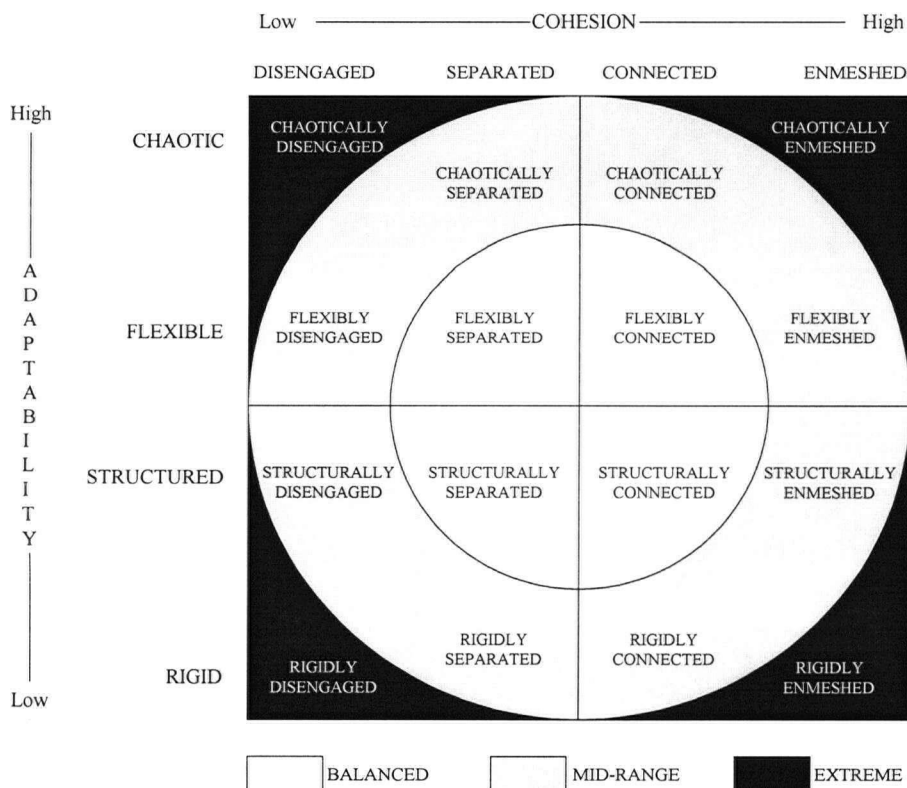 Low COHESION High
DISENGAGED SEPARATED CONNECTED ENMESHED
High
CHAOTIC
CHAOTICALLY
DISENGAGED
CHAOTICALLY
SEPARATED
CHAOTICALLY
CONNECTED
CHAOTICALLY
ENMESHED
ADAPTABILITY
FLEXIBLE
FLEXIBLY
DISENGAGED
FLEXIBLY
SEPARATED
FLEXIBLY
CONNECTED
FLEXIBLY
ENMESHED
STRUCTURED
STRUCTURALLY
DISENGAGED
STRUCTURALLY
SEPARATED
STRUCTURALLY
CONNECTED
STRUCTURALLY
ENMESHED
RIGID
RIGIDLY
DISENGAGED
RIGIDLY
SEPARATED
RIGIDLY
CONNECTED
RIGIDLY
ENMESHED
Low
BALANCED MID-RANGE EXTREME